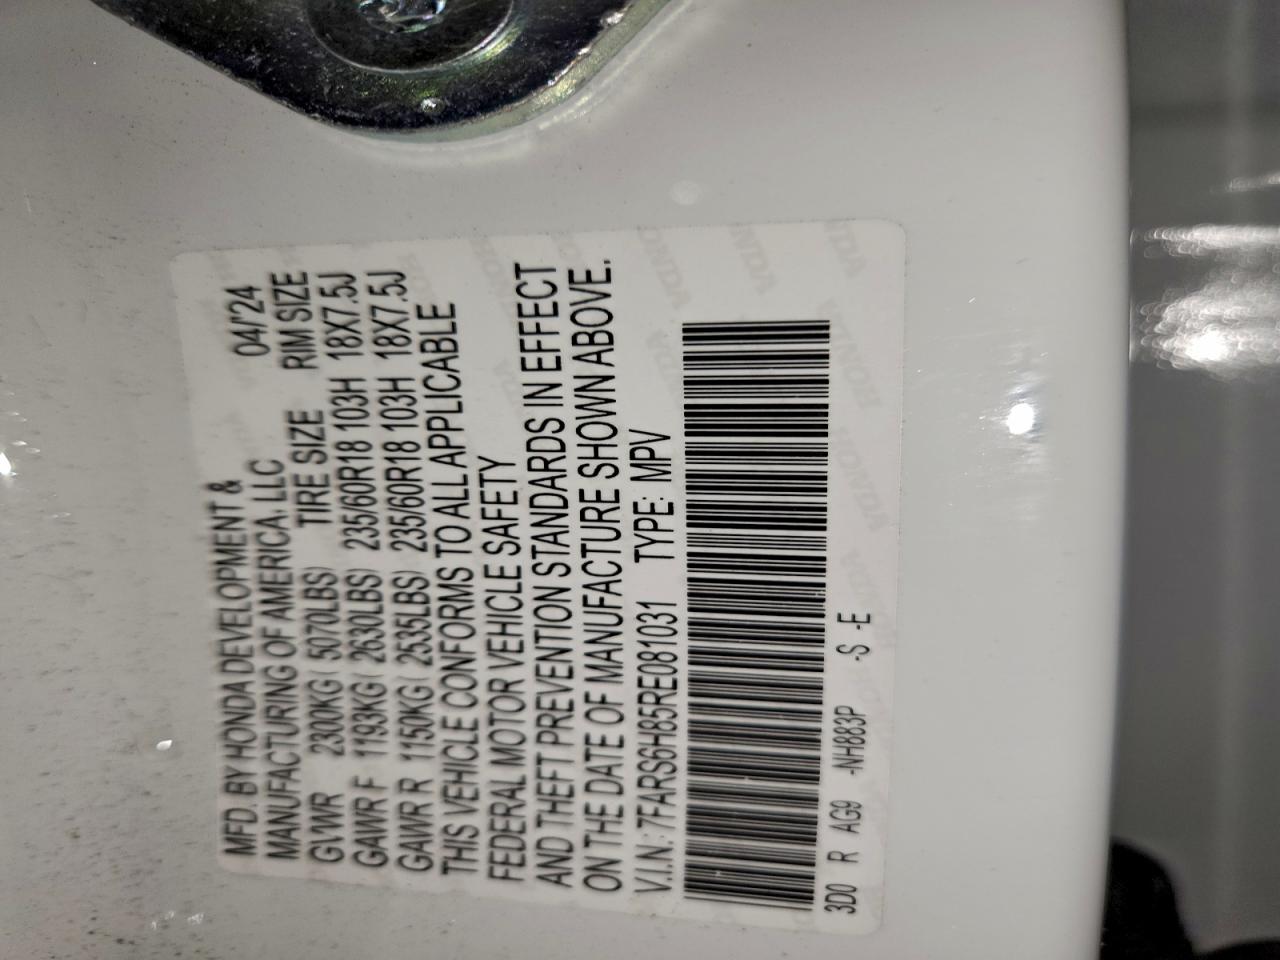 MFD. BY HONDA DEVELOPMENT &
MANUFACTURING OF AMERICA, LLC 04/'24
GVWR 2300KG 5070LBS) TIRE SIZE RIM SIZE
GAWR F 1193KG( 2630LBS) 235/60R18 103H 18X7.5J
GAWR R 1150KG( 2535LBS) 235/60R18 103H 18X7.5J
THIS VEHICLE CONFORMS TO ALL APPLICABLE
FEDERAL MOTOR VEHICLE SAFETY
AND THEFT PREVENTION STANDARDS IN EFFECT
ON THE DATE OF MANUFACTURE SHOWN ABOVE.
V.I.N.: 7FARS6H85RE081031 TYPE: MPV
3D0 R AG9 -NH883P -S -E